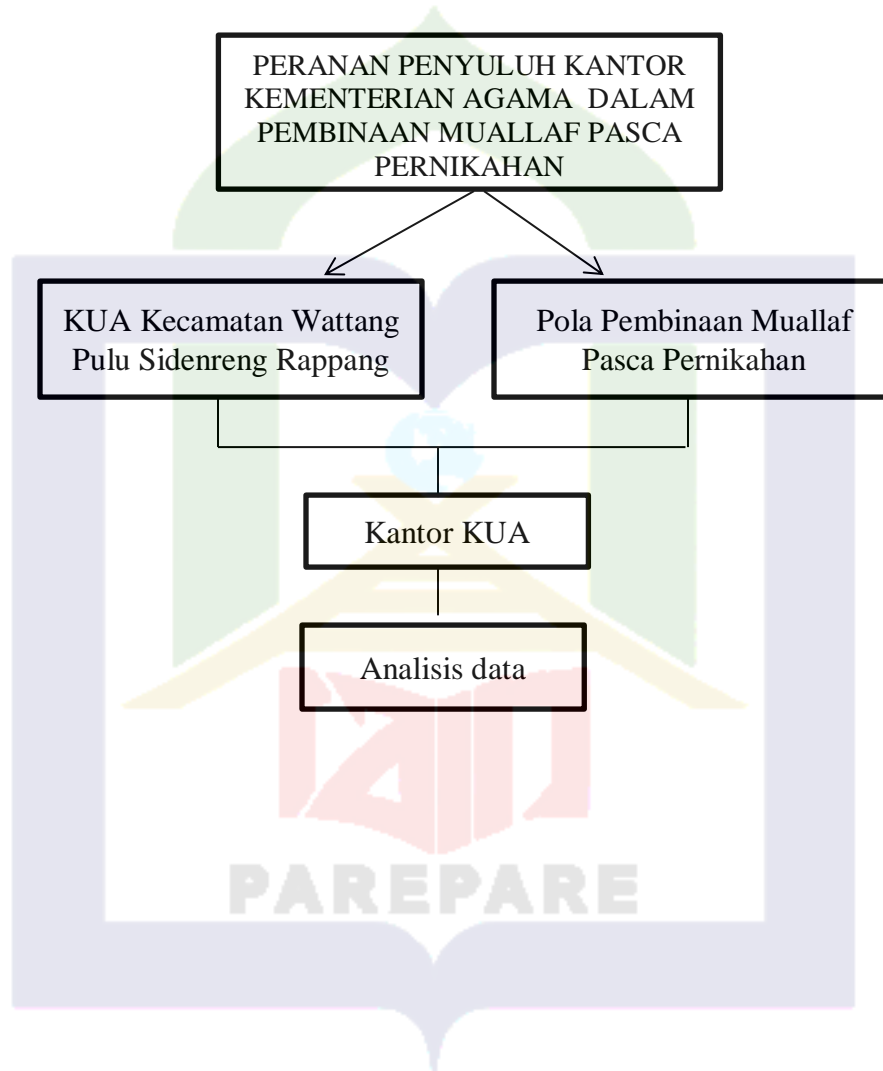 PERANAN PENYULUH KANTOR
KEMENTERIAN AGAMA DALAM
PEMBINAAN MUALLAF PASCA
PERNIKAHAN
KUA Kecamatan Wattang
Pulu Sidenreng Rappang
Pola Pembinaan Muallaf
Pasca Pernikahan
Kantor KUA
Analisis data
PAREPARE